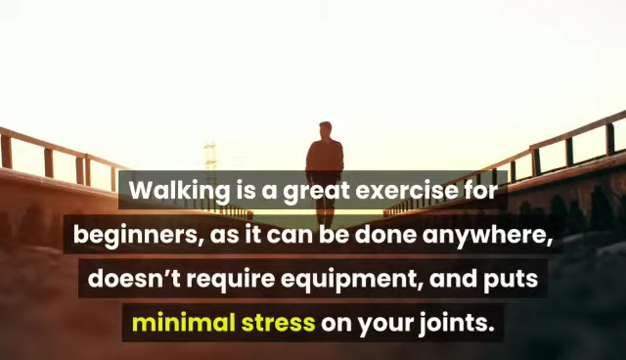 Walking is a great exercise for
beginners, as it can be done anywhere,
doesn’t require equipment, and puts
minimal stress on your joints.